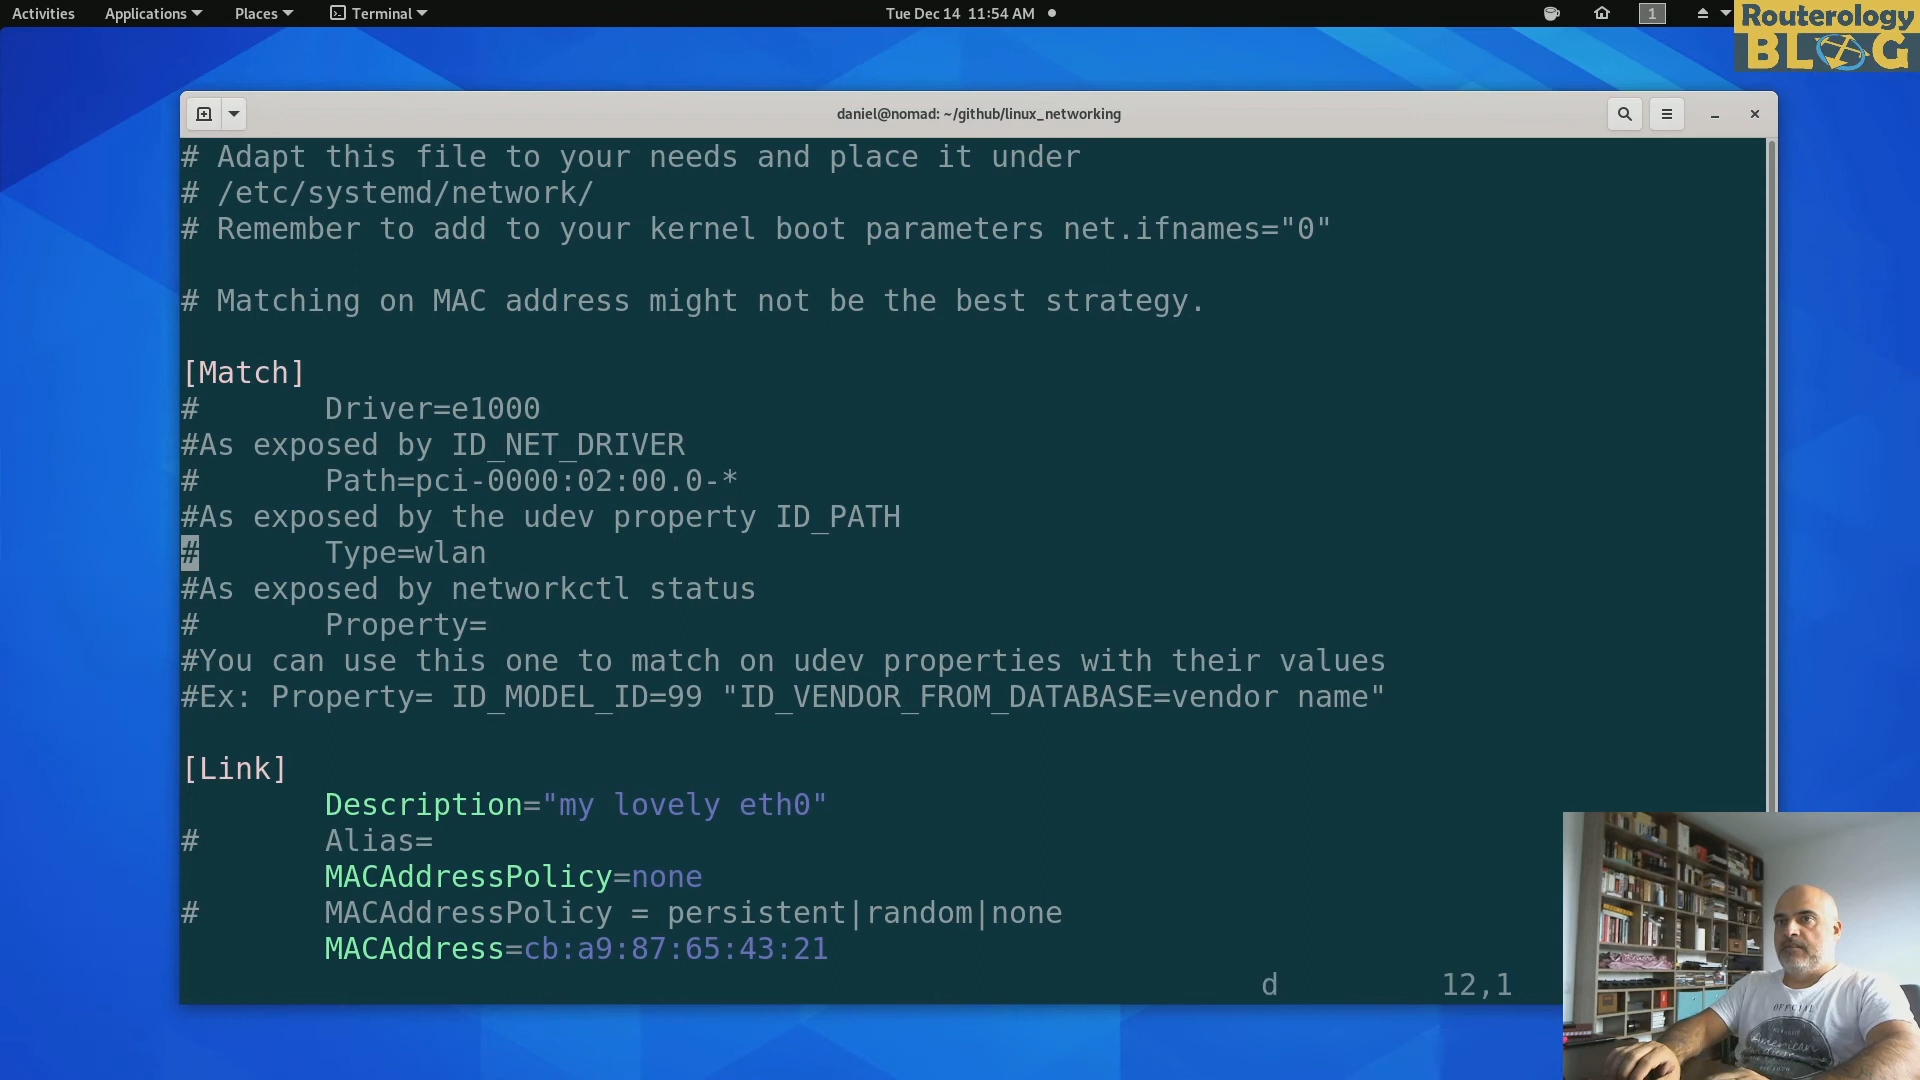 Activities Applications Places Terminal Tue Dec 14 11:54 AM 1
Routerology
BLOG
daniel@nomad: ~/github/linux_networking
# Adapt this file to your needs and place it under
# /etc/systemd/network/
# Remember to add to your kernel boot parameters net.ifnames="0"
# Matching on MAC address might not be the best strategy.
[Match]
# Driver=e1000
#As exposed by ID_NET_DRIVER
# Path=pci-0000:02:00.0-*
#As exposed by the udev property ID_PATH
# Type=wlan
#As exposed by networkctl status
# Property=
#You can use this one to match on udev properties with their values
#Ex: Property= ID_MODEL_ID=99 "ID_VENDOR_FROM_DATABASE=vendor name"
[Link]
Description="my lovely eth0"
# Alias=
MACAddressPolicy=none
# MACAddressPolicy = persistent|random|none
MACAddress=cb:a9:87:65:43:21
d 12,1
OFFICIAL
American